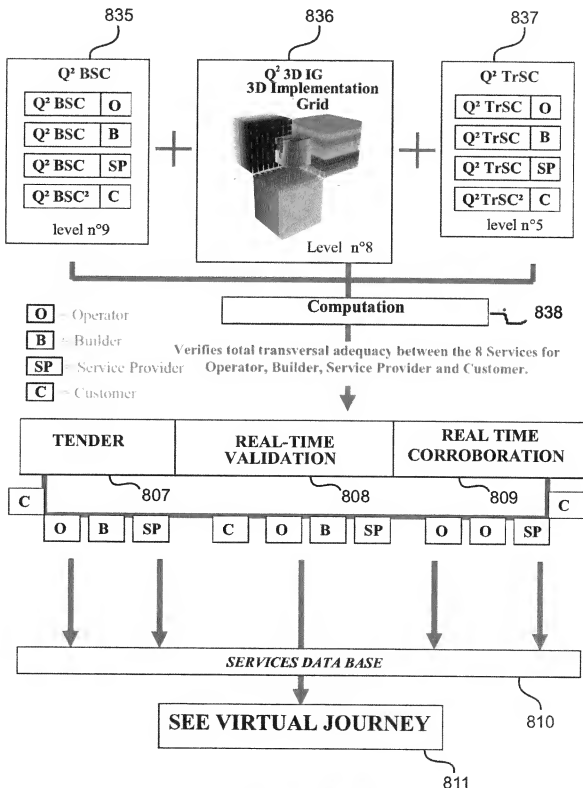 835
836
837
Q² BSC
Q² BSC O
Q² BSC B
Q² BSC SP
Q² BSC² C
level n°9
Q² 3D IG
3D Implementation
Grid
Level n°8
Q² TrSC
Q² TrSC O
Q² TrSC B
Q² TrSC SP
Q² TrSC² C
level n°5
Computation
838
O = Operator
B = Builder
SP = Service Provider
C = Customer
Verifies total transversal adequacy between the 8 Services for
Operator, Builder, Service Provider and Customer.
TENDER
REAL-TIME
VALIDATION
REAL TIME
CORROBORATION
807
808
809
C
C
O B SP C O B SP O O SP
SERVICES DATA BASE
810
SEE VIRTUAL JOURNEY
811